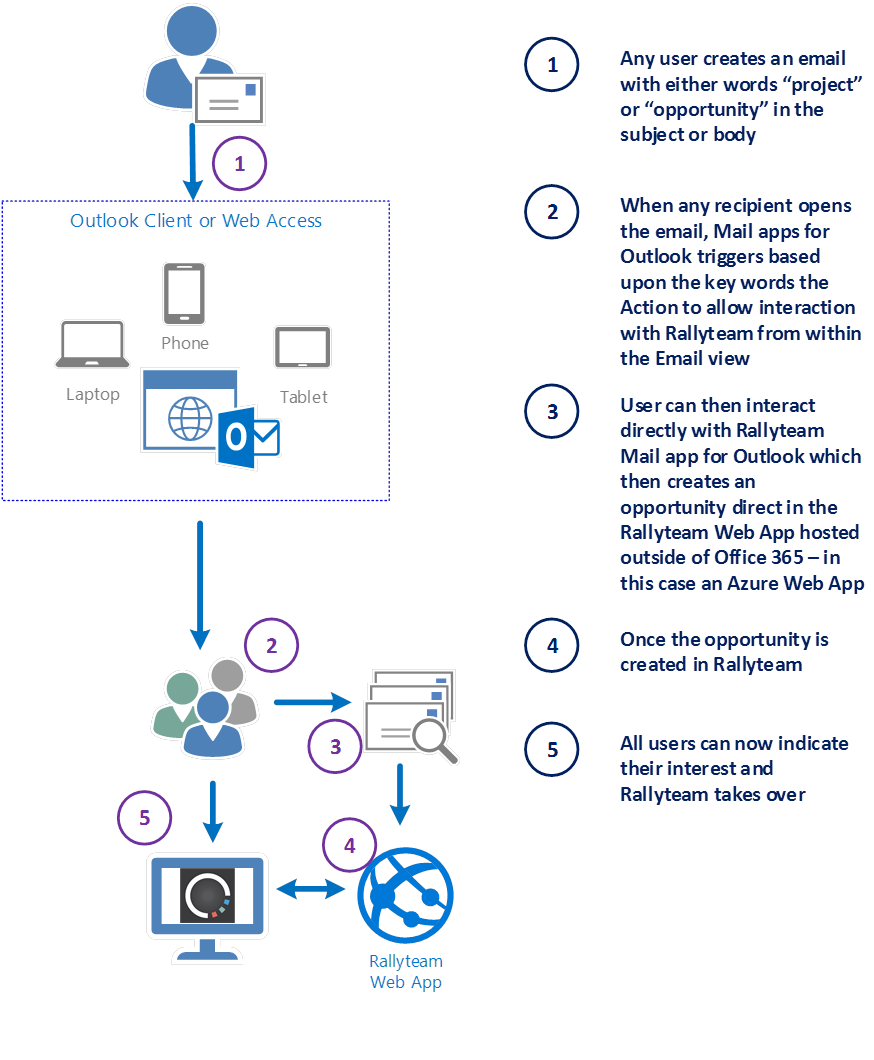 1
Outlook Client or Web Access
Phone
Laptop
Tablet
O
2
3
5
4
Rallyteam
Web App
1
Any user creates an email
with either words “project”
or “opportunity” in the
subject or body
2
When any recipient opens
the email, Mail apps for
Outlook triggers based
upon the key words the
Action to allow interaction
with Rallyteam from within
the Email view
3
User can then interact
directly with Rallyteam
Mail app for Outlook which
then creates an
opportunity direct in the
Rallyteam Web App hosted
outside of Office 365 – in
this case an Azure Web App
4
Once the opportunity is
created in Rallyteam
5
All users can now indicate
their interest and
Rallyteam takes over